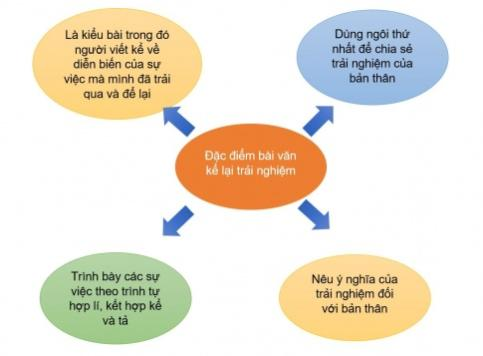 Là kiểu bài trong đó
người viết kể về
diễn biến của sự
việc mà mình đã trải
qua và để lại
Dùng ngôi thứ
nhất để chia sẻ
trải nghiệm của
bản thân
Đặc điểm bài văn
kể lại trải nghiệm
Trình bày các sự
việc theo trình tự
hợp lí, kết hợp kể
và tả
Nêu ý nghĩa của
trải nghiệm đối
với bản thân